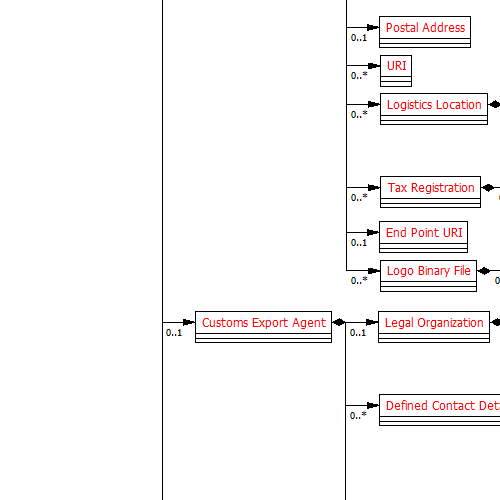 Postal Address
0..1
URI
0..*
Logistics Location
0..*
Tax Registration
0..*
End Point URI
0..1
Logo Binary File
0..*
Customs Export Agent
0..1
Legal Organization
0..1
Defined Contact
0..*